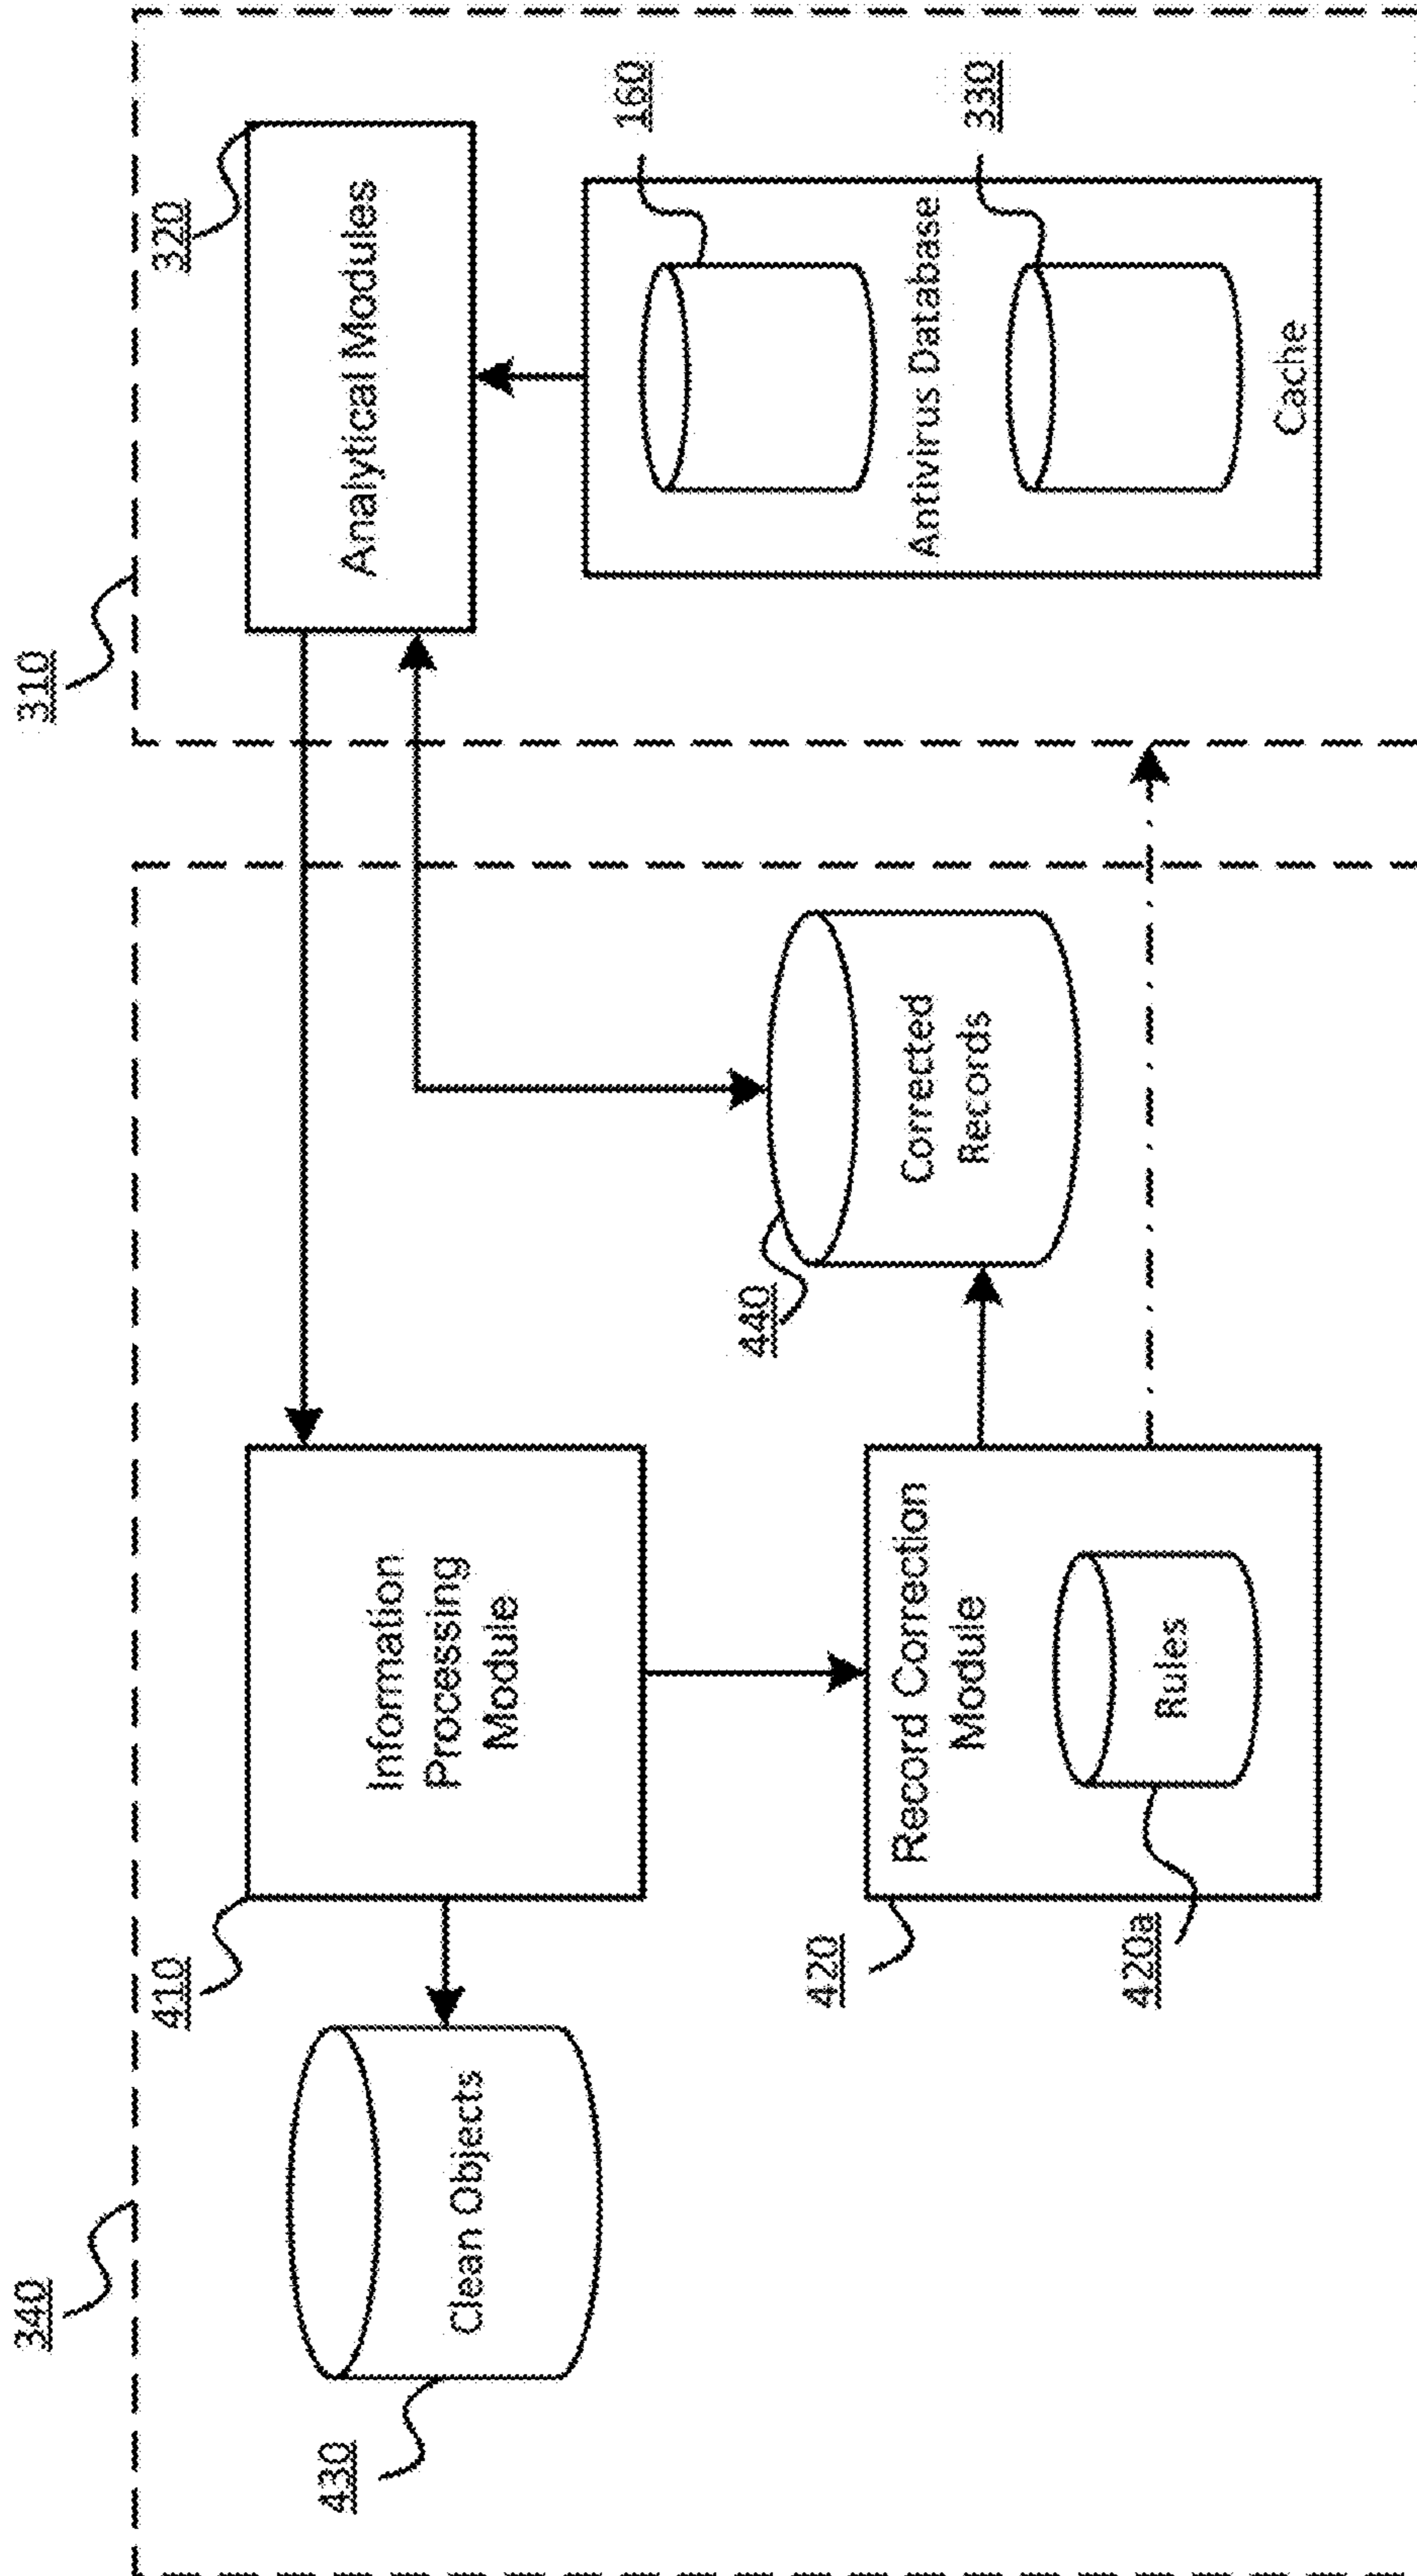 340
310
430
410
320
Clean Objects
Information
Processing
Module
Analytical Modules
440
Corrected
Records
420
Record Correction
Module
420a
Rules
160
Antivirus Database
330
Cache